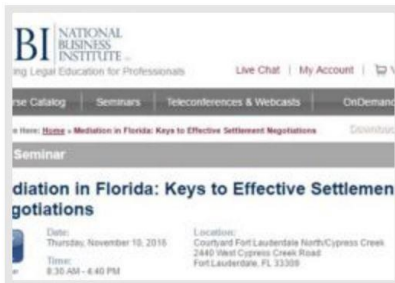 BI NATIONAL
BUSINESS
INSTITUTE
ng Legal Education for Professionals
Live Chat | My Account |
rse Catalog Seminars Teleconferences & Webcasts OnDemand
e Here: Home » Mediation in Florida: Keys to Effective Settlement Negotiations
Seminar
diation in Florida: Keys to Effective Settlemen
gotiations
Date:
Thursday, November 10, 2016
Time:
8:30 AM - 4:40 PM
Location:
Courtyard Fort Lauderdale North/Cypress Creek
2440 West Cypress Creek Road
Fort Lauderdale, FL 33309